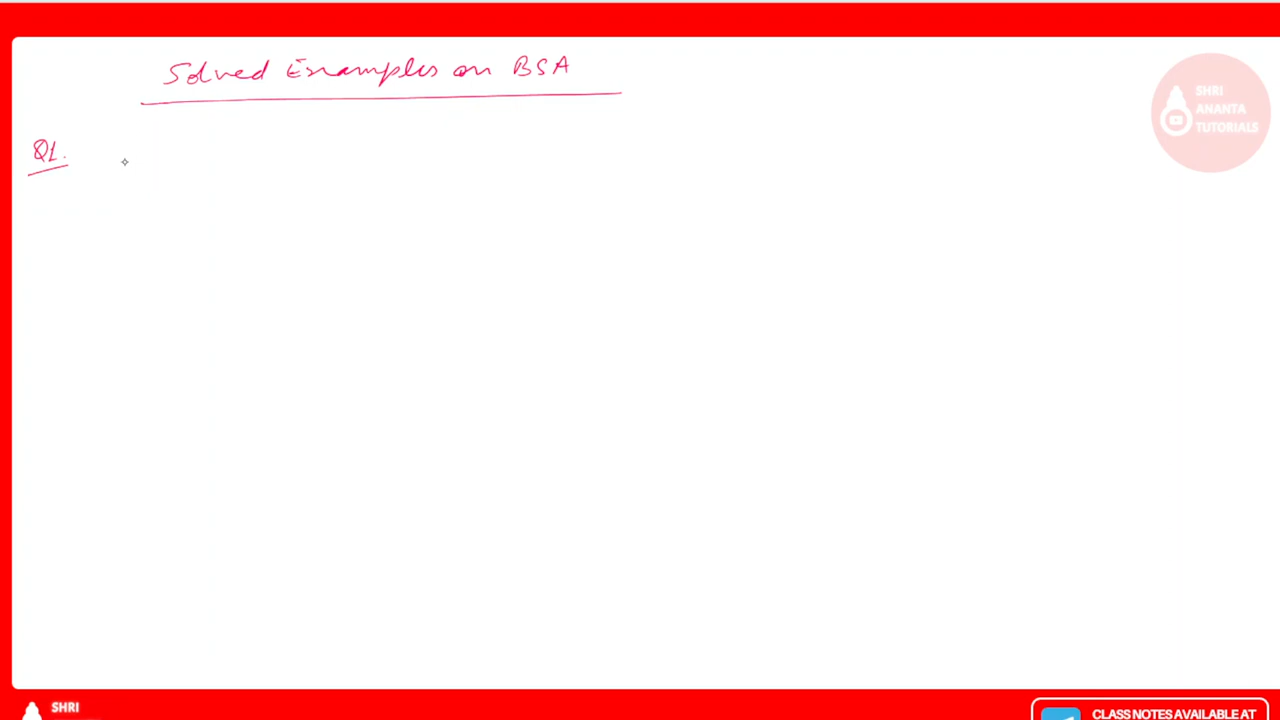 Solved Examples on BSA
SHRI
ANANTA
TUTORIALS
Q1.
SHRI
CLASS NOTES AVAILABLE AT